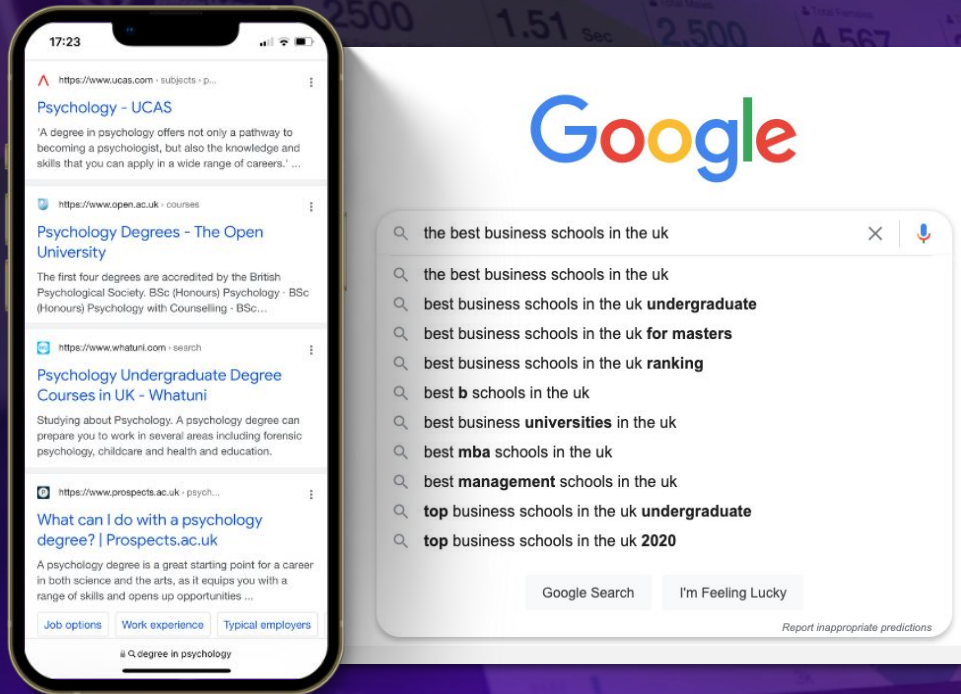 2500
1.51 Sec
2,500
4,567
17:23
https://www.ucas.com › subjects › p...
Psychology - UCAS
'A degree in psychology offers not only a pathway to
becoming a psychologist, but also the knowledge and
skills that you can apply in a wide range of careers.' ...
https://www.open.ac.uk › courses
Psychology Degrees - The Open
University
The first four degrees are accredited by the British
Psychological Society. BSc (Honours) Psychology · BSc
(Honours) Psychology with Counselling · BSc...
https://www.whatuni.com › search
Psychology Undergraduate Degree
Courses in UK - Whatuni
Studying about Psychology. A psychology degree can
prepare you to work in several areas including forensic
psychology, childcare and health and education.
https://www.prospects.ac.uk › psych...
What can I do with a psychology
degree? | Prospects.ac.uk
A psychology degree is a great starting point for a career
in both science and the arts, as it equips you with a
range of skills and opens up opportunities ...
Job options Work experience Typical employers
degree in psychology
Google
the best business schools in the uk
the best business schools in the uk
best business schools in the uk undergraduate
best business schools in the uk for masters
best business schools in the uk ranking
best b schools in the uk
best business universities in the uk
best mba schools in the uk
best management schools in the uk
top business schools in the uk undergraduate
top business schools in the uk 2020
Google Search I'm Feeling Lucky
Report inappropriate predictions